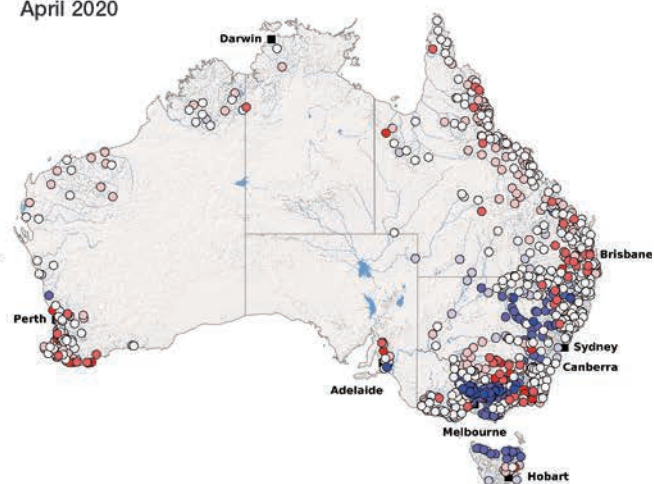 April 2020
Darwin
Brisbane
Perth
Sydney
Canberra
Adelaide
Melbourne
Hobart